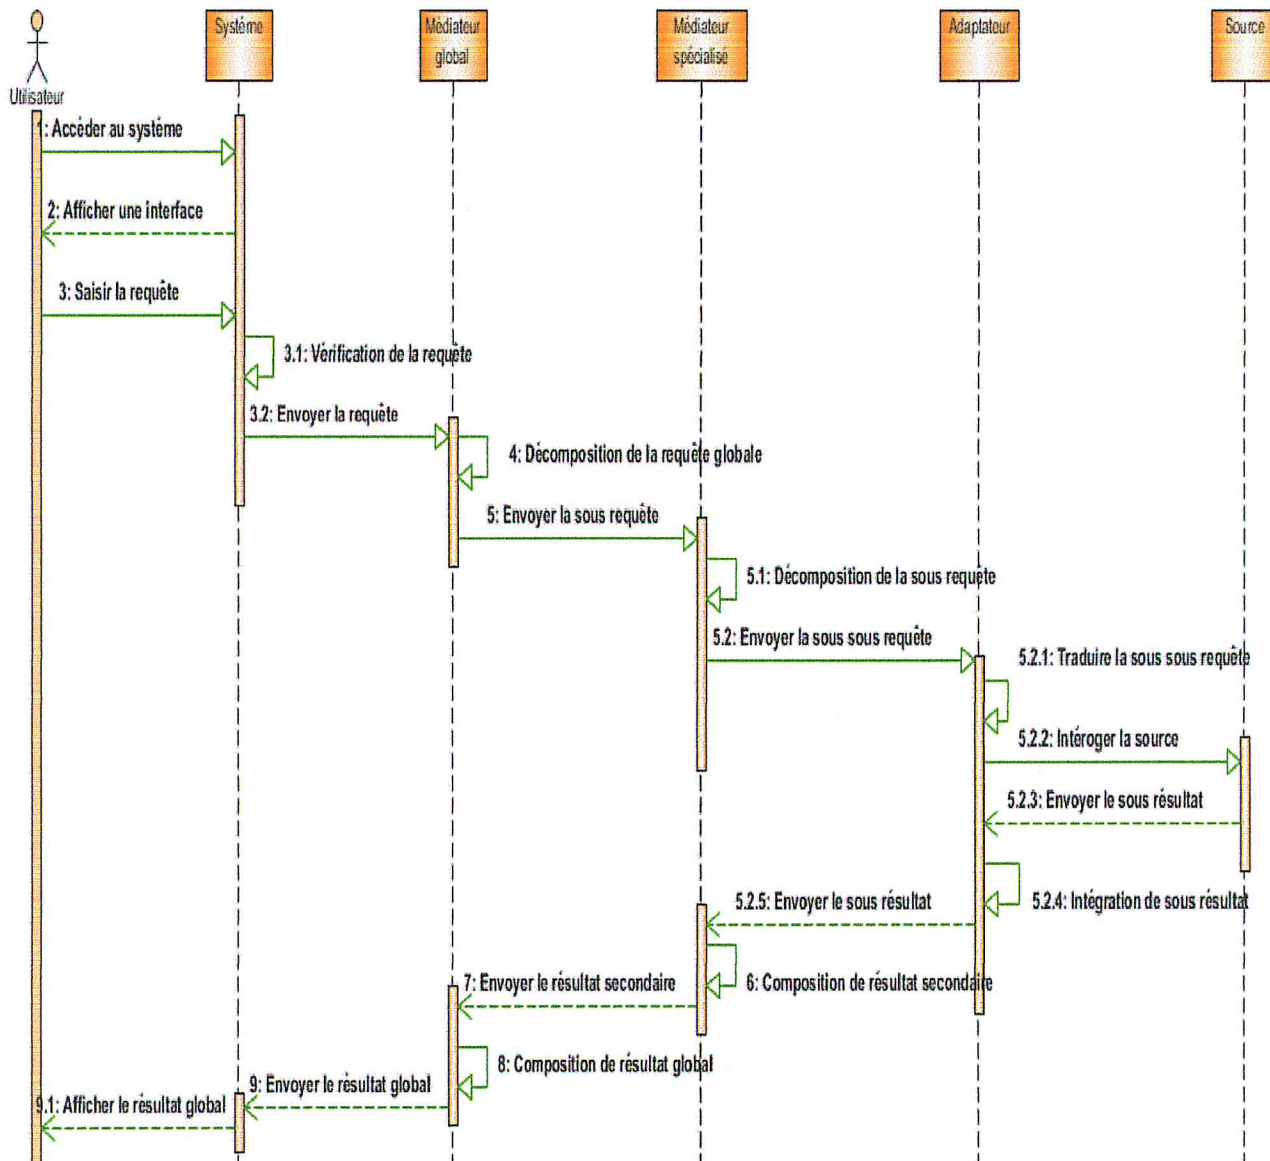 Système
Médiateur
global
Médiateur
spécialisé
Adaptateur
Source
Utilisateur
1: Accéder au système
2: Afficher une interface
3: Saisir la requête
3.1: Vérification de la requête
3.2: Envoyer la requête
4: Décomposition de la requête globale
5: Envoyer la sous requête
5.1: Décomposition de la sous requête
5.2: Envoyer la sous sous requête
5.2.1: Traduire la sous sous requête
5.2.2: Intéroger la source
5.2.3: Envoyer le sous résultat
5.2.4: Intégration de sous résultat
5.2.5: Envoyer le sous résultat
6: Composition de résultat secondaire
7: Envoyer le résultat secondaire
8: Composition de résultat global
9: Envoyer le résultat global
9.1: Afficher le résultat global